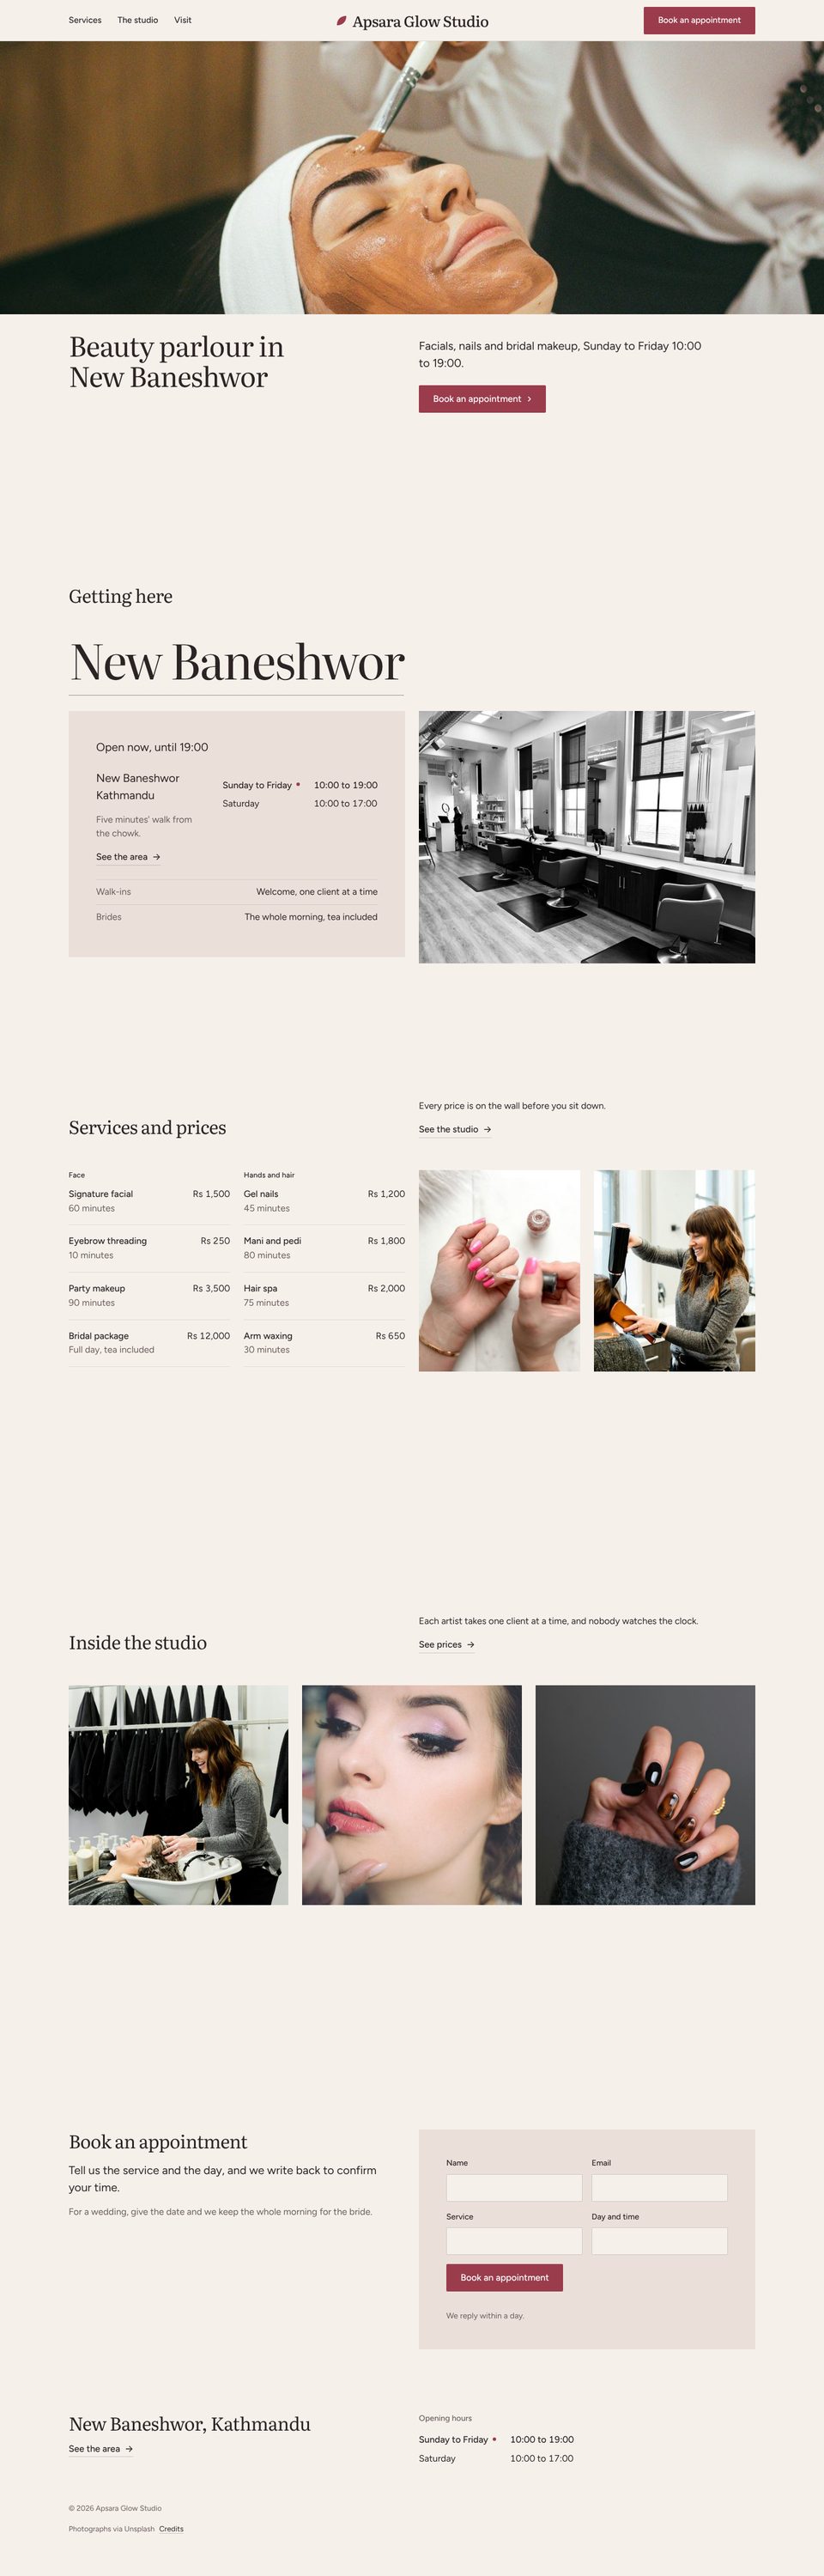 Services The studio Visit
Apsara Glow Studio
Book an appointment
Beauty parlour in
New Baneshwor
Facials, nails and bridal makeup, Sunday to Friday 10:00
to 19:00.
Book an appointment ›
Getting here
New Baneshwor
Open now, until 19:00
New Baneshwor
Kathmandu
Five minutes' walk from
the chowk.
See the area →
Sunday to Friday • 10:00 to 19:00
Saturday 10:00 to 17:00
Walk-ins Welcome, one client at a time
Brides The whole morning, tea included
Services and prices
Every price is on the wall before you sit down.
See the studio →
Face
Signature facial Rs 1,500
60 minutes
Eyebrow threading Rs 250
10 minutes
Party makeup Rs 3,500
90 minutes
Bridal package Rs 12,000
Full day, tea included
Hands and hair
Gel nails Rs 1,200
45 minutes
Mani and pedi Rs 1,800
80 minutes
Hair spa Rs 2,000
75 minutes
Arm waxing Rs 650
30 minutes
Inside the studio
Each artist takes one client at a time, and nobody watches the clock.
See prices →
Book an appointment
Tell us the service and the day, and we write back to confirm
your time.
For a wedding, give the date and we keep the whole morning for the bride.
Name Email
Service Day and time
Book an appointment
We reply within a day.
New Baneshwor, Kathmandu
See the area →
Opening hours
Sunday to Friday • 10:00 to 19:00
Saturday 10:00 to 17:00
© 2026 Apsara Glow Studio
Photographs via Unsplash Credits